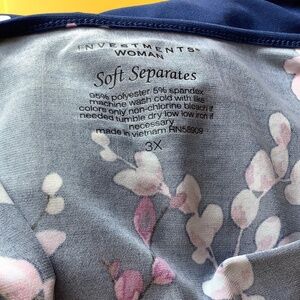 INVESTMENTS®
WOMAN
Soft Separates
95% polyester 5% spandex
machine wash cold with like
colors only non-chlorine bleach if
needed tumble dry low low iron if
necessary
made in vietnam RN55909
3X